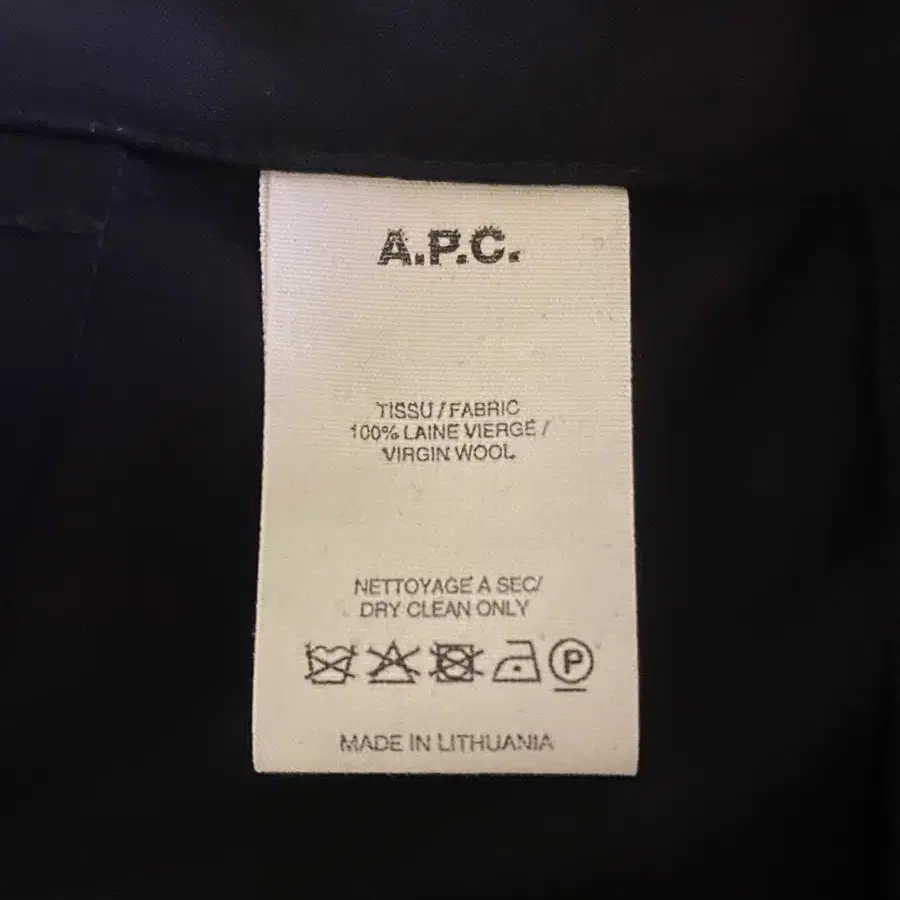 A.P.C.
TISSU / FABRIC
100% LAINE VIERGE /
VIRGIN WOOL
NETTOYAGE A SEC/
DRY CLEAN ONLY
P
MADE IN LITHUANIA